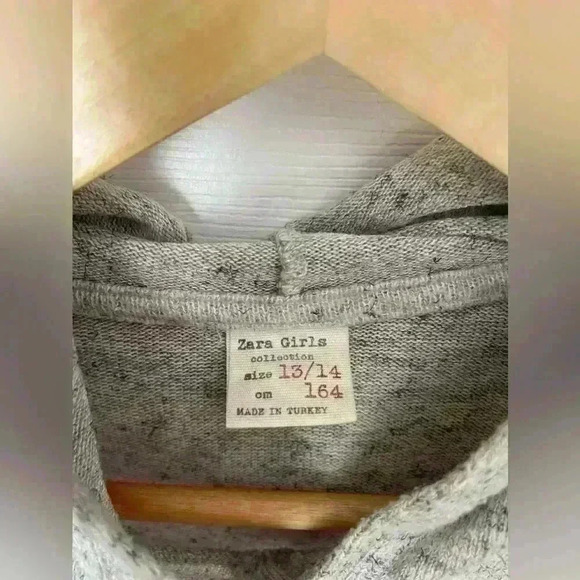 Zara Girls
collection
size 13/14
cm 164
MADE IN TURKEY